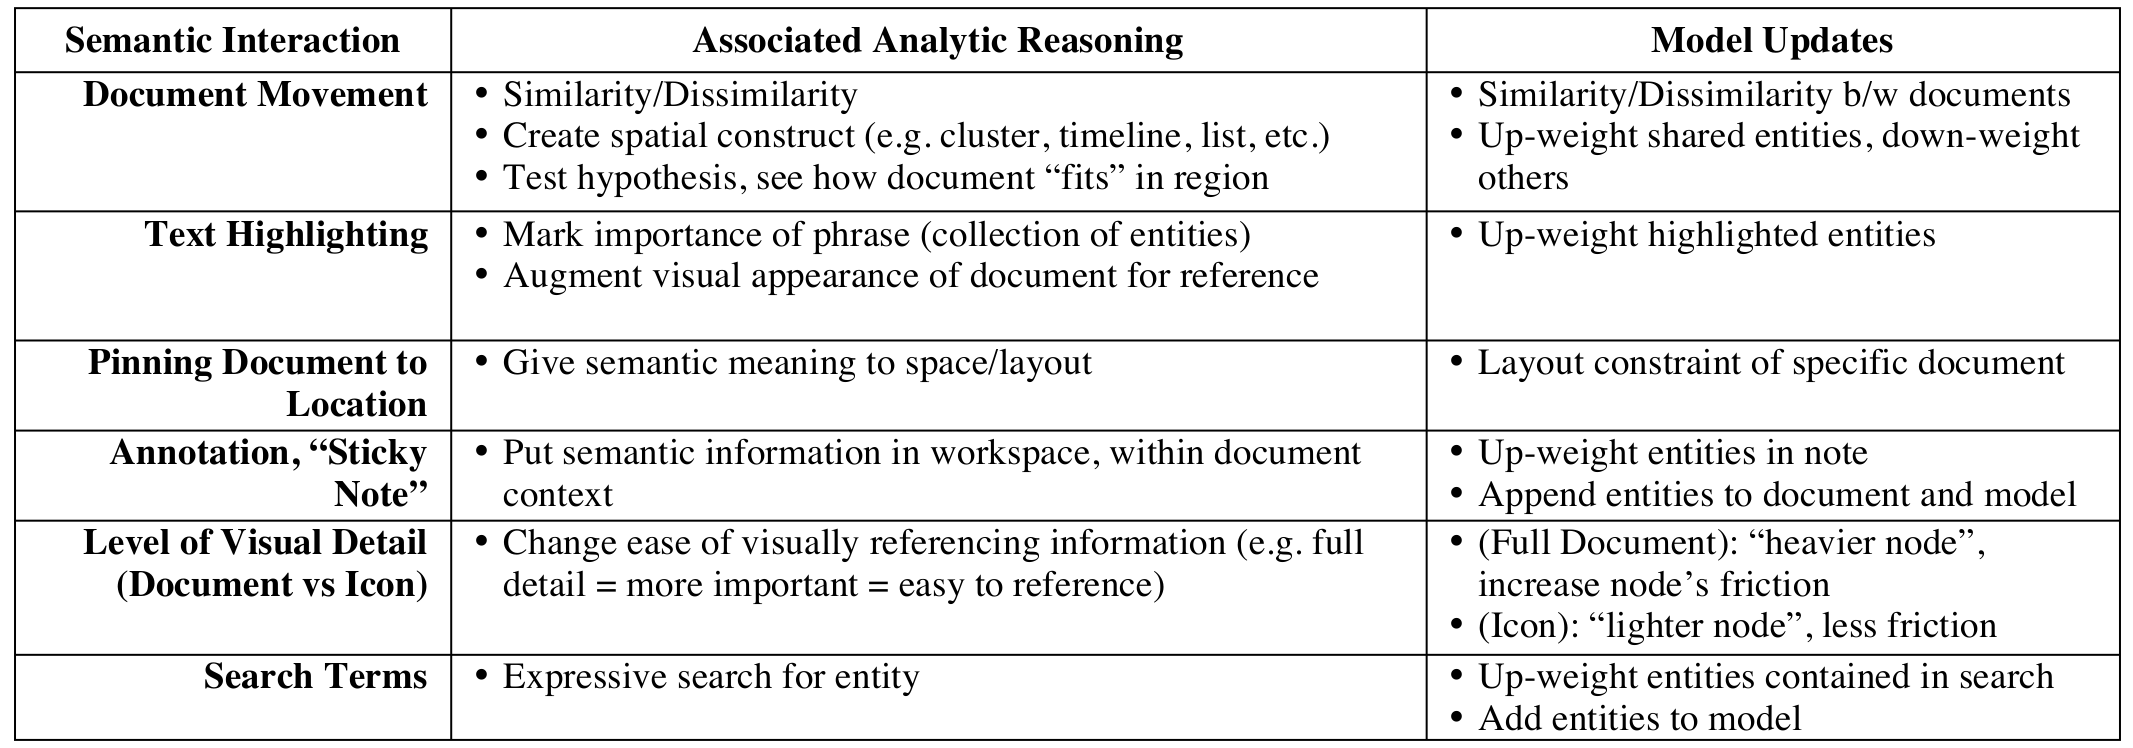 Semantic Interaction Associated Analytic Reasoning Model Updates
Document Movement
• Similarity/Dissimilarity
• Create spatial construct (e.g. cluster, timeline, list, etc.)
• Test hypothesis, see how document “fits” in region
• Similarity/Dissimilarity b/w documents
• Up-weight shared entities, down-weight
others
Text Highlighting
• Mark importance of phrase (collection of entities)
• Augment visual appearance of document for reference
• Up-weight highlighted entities
Pinning Document to
Location
• Give semantic meaning to space/layout
• Layout constraint of specific document
Annotation, “Sticky
Note”
• Put semantic information in workspace, within document
context
• Up-weight entities in note
• Append entities to document and model
Level of Visual Detail
(Document vs Icon)
• Change ease of visually referencing information (e.g. full
detail = more important = easy to reference)
• (Full Document): “heavier node”,
increase node’s friction
• (Icon): “lighter node”, less friction
Search Terms
• Expressive search for entity
• Up-weight entities contained in search
• Add entities to model